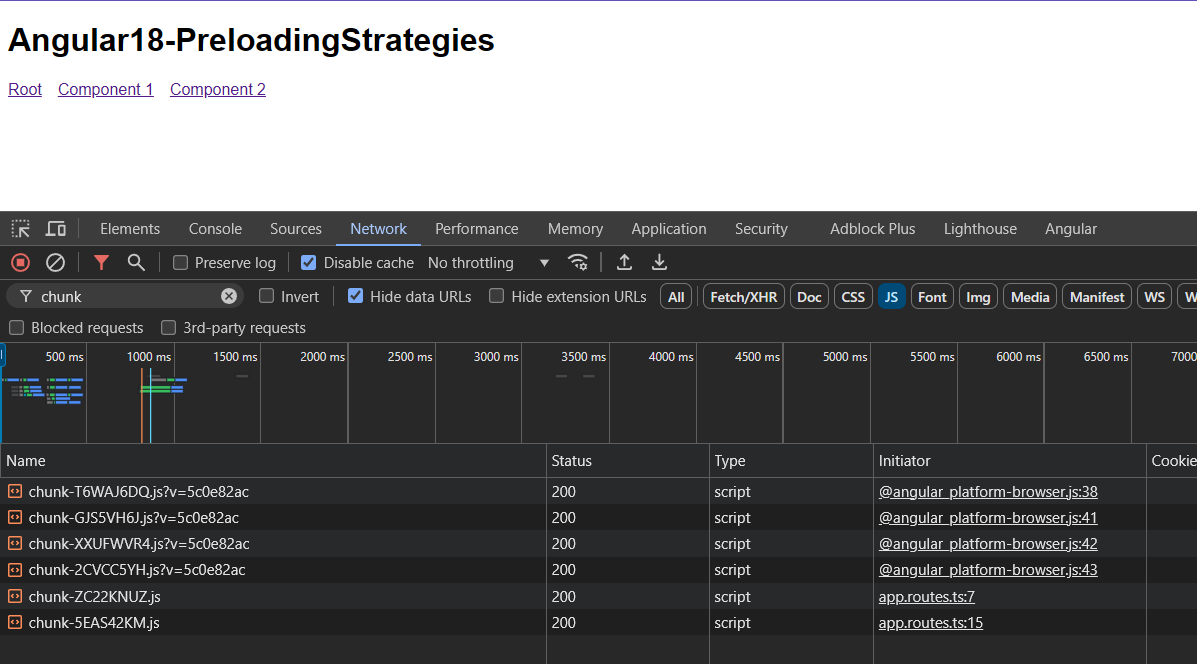 Angular18-PreloadingStrategies
Root Component 1 Component 2
Elements Console Sources Network Performance Memory Application Security Adblock Plus Lighthouse Angular
Preserve log Disable cache No throttling
chunk Invert Hide data URLs Hide extension URLs All Fetch/XHR Doc CSS JS Font Img Media Manifest WS W
Blocked requests 3rd-party requests
500 ms 1000 ms 1500 ms 2000 ms 2500 ms 3000 ms 3500 ms 4000 ms 4500 ms 5000 ms 5500 ms 6000 ms 6500 ms 7000
Name Status Type Initiator Cookie
chunk-T6WAJ6DQ.js?v=5c0e82ac 200 script @angular_platform-browser.js:38
chunk-GJS5VH6J.js?v=5c0e82ac 200 script @angular_platform-browser.js:41
chunk-XXUFWVR4.js?v=5c0e82ac 200 script @angular_platform-browser.js:42
chunk-2CVCC5YH.js?v=5c0e82ac 200 script @angular_platform-browser.js:43
chunk-ZC22KNUZ.js 200 script app.routes.ts:7
chunk-5EAS42KM.js 200 script app.routes.ts:15